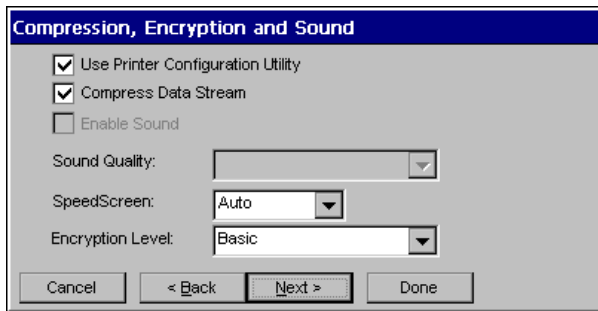 Compression, Encryption and Sound
Use Printer Configuration Utility
Compress Data Stream
Enable Sound
Sound Quality:
SpeedScreen: Auto
Encryption Level: Basic
Cancel < Back Next > Done